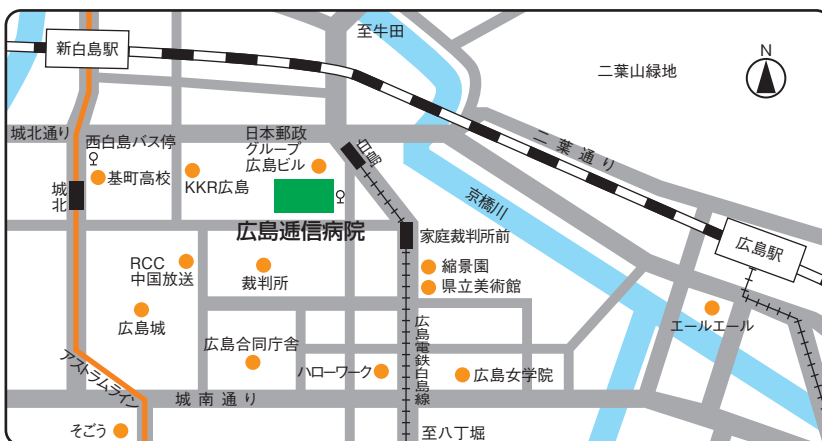 新白島駅
至牛田
二葉山緑地
N
城北通り
西白島バス停
日本郵政
グループ
広島ビル
白島
二葉通り
基町高校
KKR広島
城北
京橋川
広島逓信病院
家庭裁判所前
広島駅
RCC
中国放送
裁判所
縮景園
県立美術館
広島城
エールエール
広島合同庁舎
広島電鉄白島線
アストラムライン
ハローワーク
広島女学院
城南通り
そごう
至八丁堀